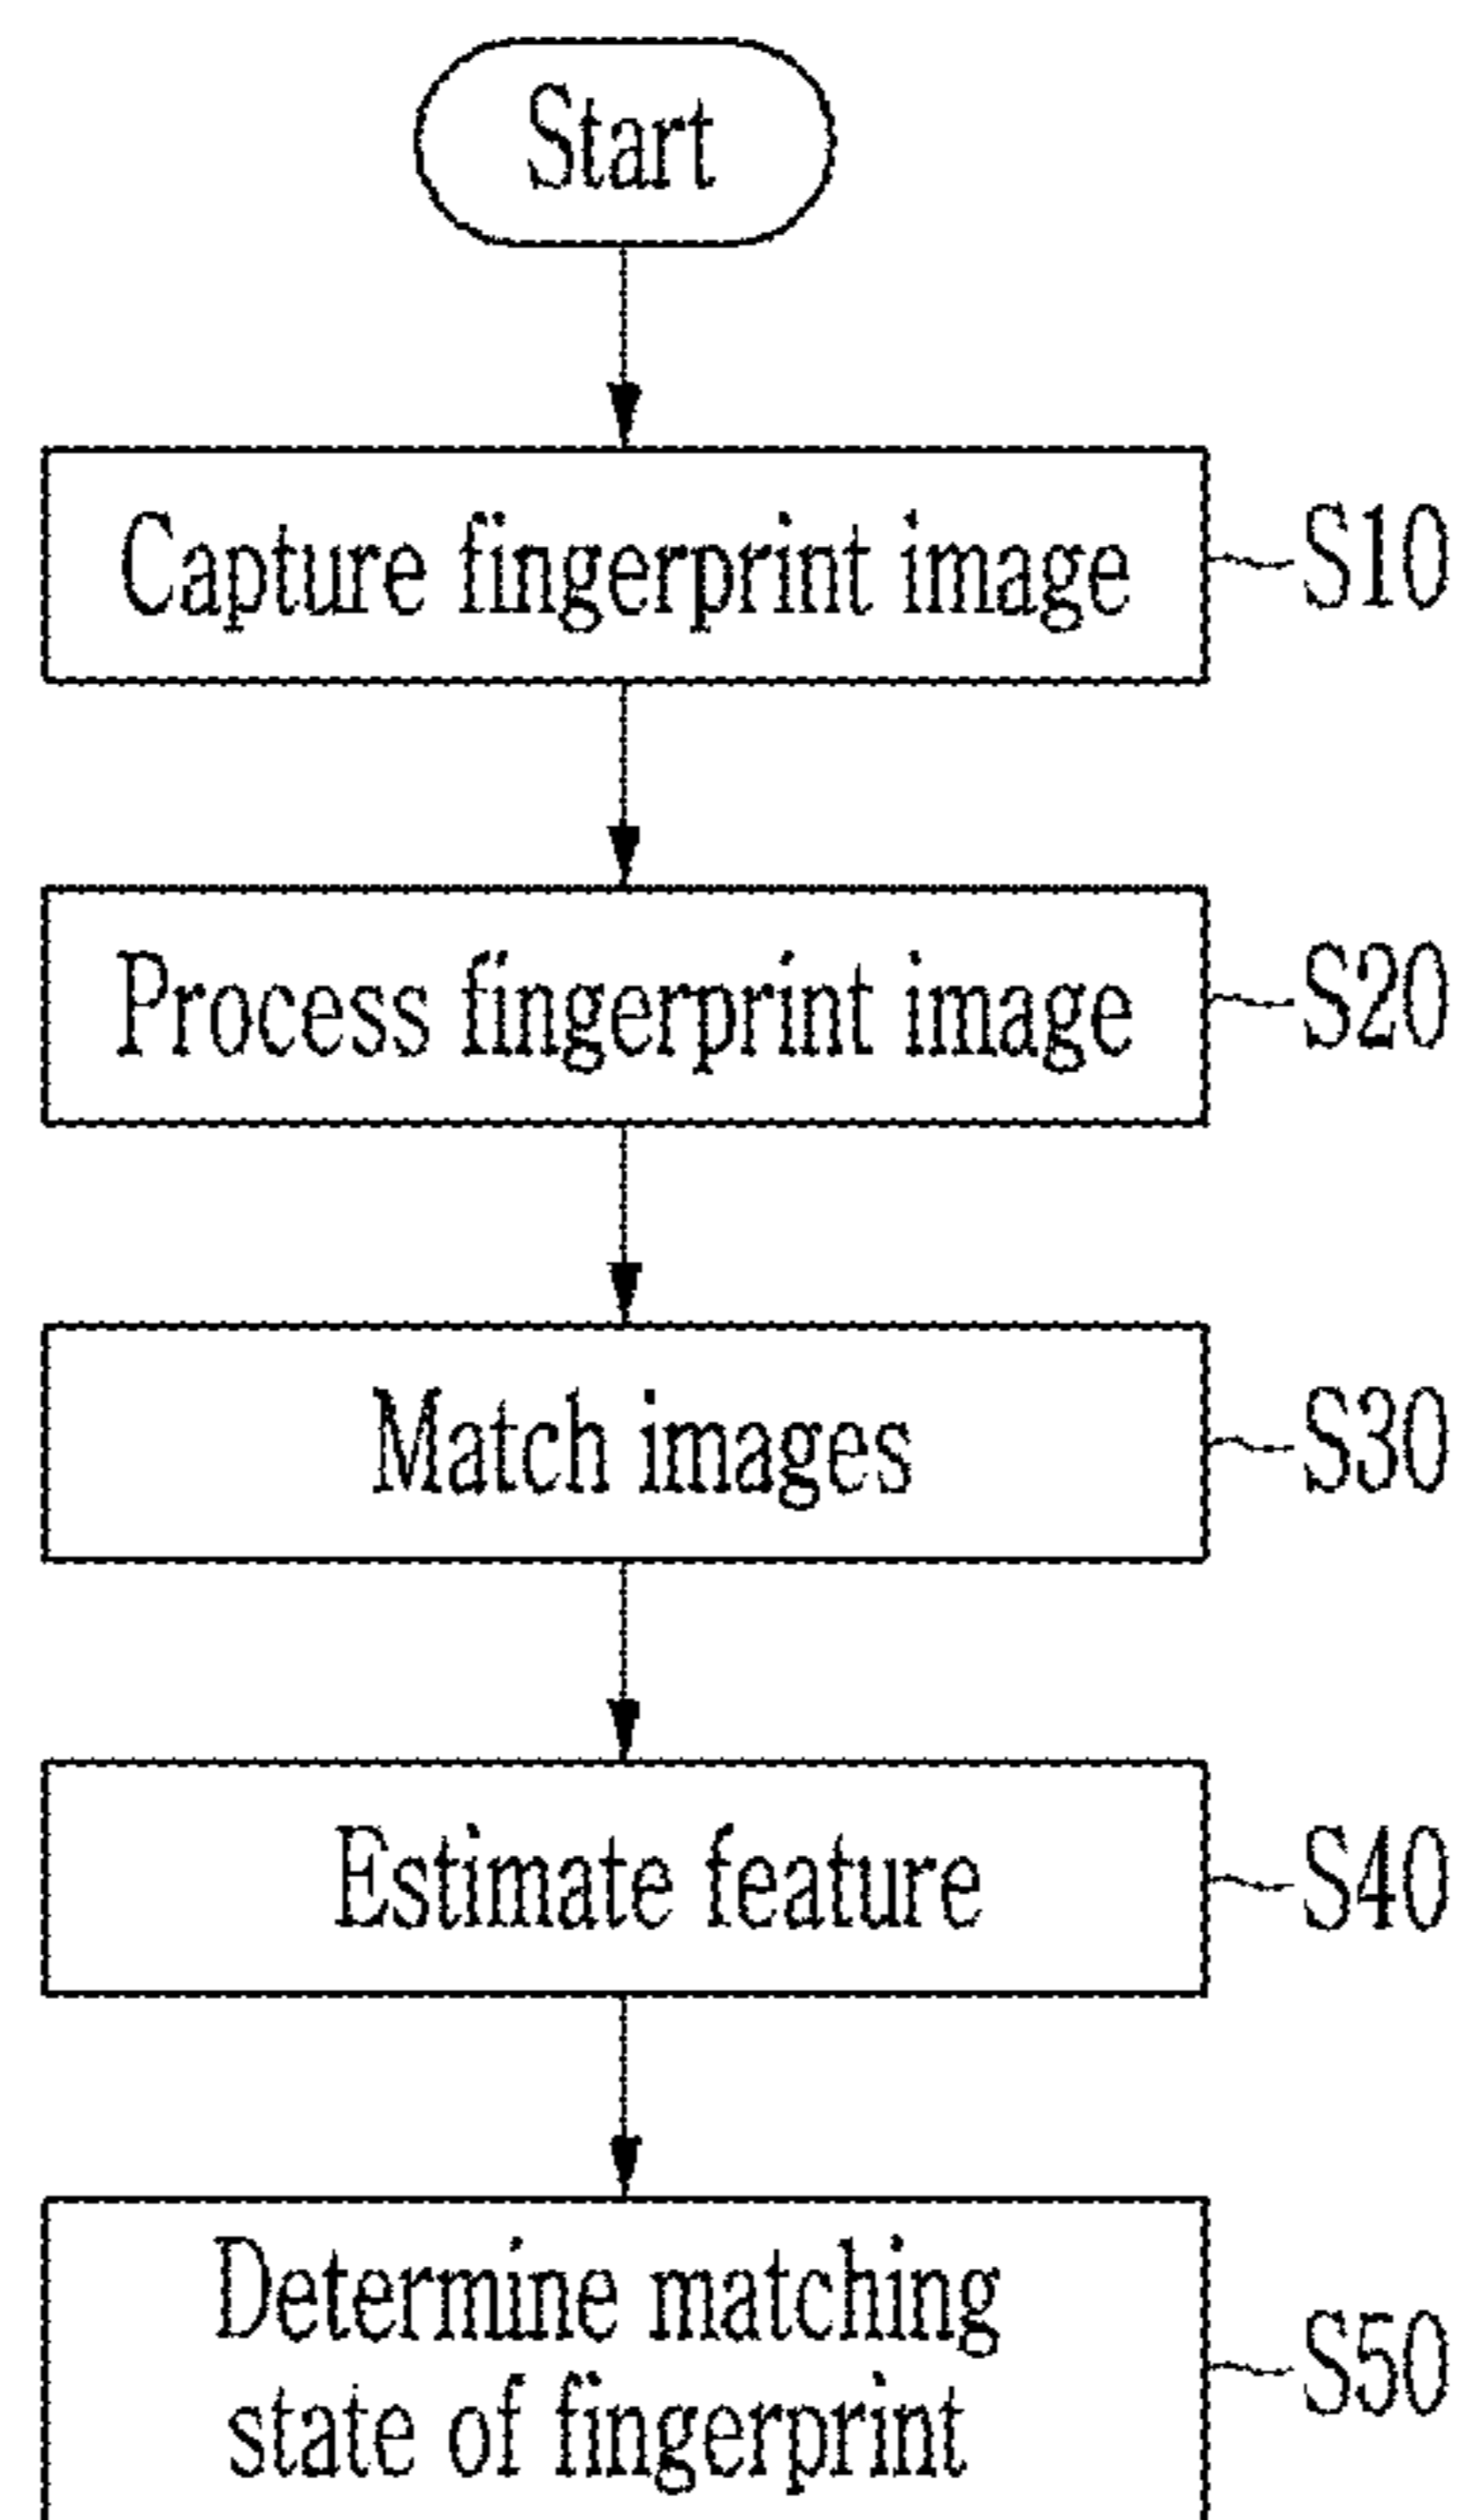 Start
Capture fingerprint image
S10
Process fingerprint image
S20
Match images
S30
Estimate feature
S40
Determine matching
state of fingerprint
S50